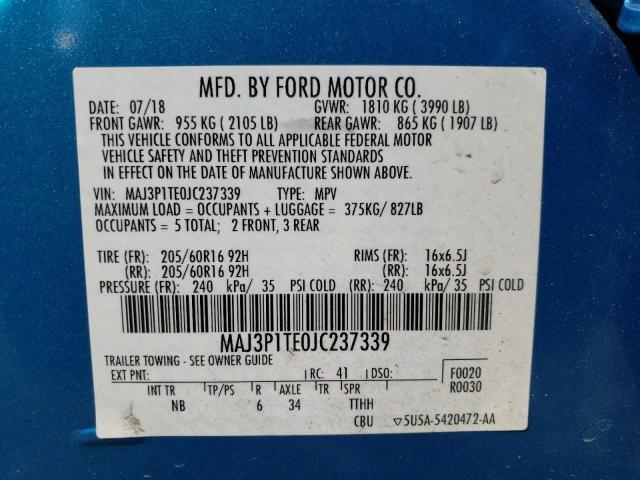 MFD. BY FORD MOTOR CO.
DATE: 07/18 GVWR: 1810 KG ( 3990 LB)
FRONT GAWR: 955 KG ( 2105 LB) REAR GAWR: 865 KG ( 1907 LB)
THIS VEHICLE CONFORMS TO ALL APPLICABLE FEDERAL MOTOR
VEHICLE SAFETY AND THEFT PREVENTION STANDARDS
IN EFFECT ON THE DATE OF MANUFACTURE SHOWN ABOVE.
VIN: MAJ3P1TE0JC237339 TYPE: MPV
MAXIMUM LOAD = OCCUPANTS + LUGGAGE = 375KG/ 827LB
OCCUPANTS = 5 TOTAL; 2 FRONT, 3 REAR
TIRE (FR): 205/60R16 92H RIMS (FR): 16x6.5J
(RR): 205/60R16 92H (RR): 16x6.5J
PRESSURE (FR): 240 kPa/ 35 PSI COLD (RR): 240 kPa/ 35 PSI COLD
MAJ3P1TE0JC237339
TRAILER TOWING - SEE OWNER GUIDE
EXT PNT: RC: 41 DSO: F0020
INT TR TP/PS R AXLE TR SPR R0030
NB 6 34 TTHH
CBU ▽5U5A-5420472-AA